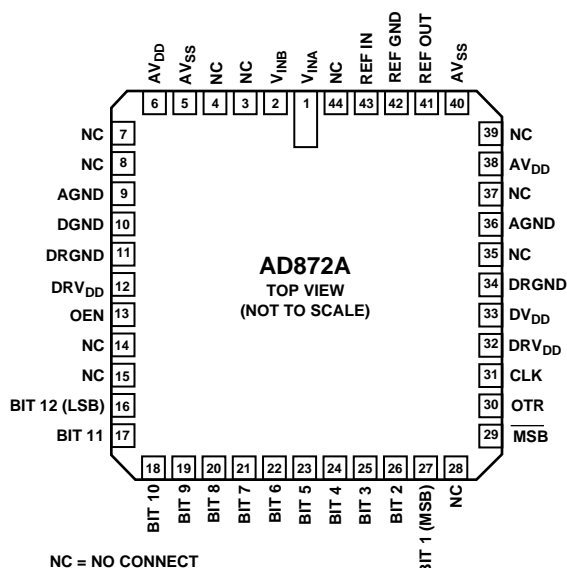 AVDD
AVSS
NC
NC
VINB
VINA
NC
REF IN
REF GND
REF OUT
AVSS
6 5 4 3 2 1 44 43 42 41 40
NC 7
NC 8
AGND 9
DGND 10
DRGND 11
DRVDD 12
OEN 13
NC 14
NC 15
BIT 12 (LSB) 16
BIT 11 17
AD872A
TOP VIEW
(NOT TO SCALE)
39 NC
38 AVDD
37 NC
36 AGND
35 NC
34 DRGND
33 DVDD
32 DRVDD
31 CLK
30 OTR
29 MSB
18 19 20 21 22 23 24 25 26 27 28
BIT 10
BIT 9
BIT 8
BIT 7
BIT 6
BIT 5
BIT 4
BIT 3
BIT 2
BIT 1 (MSB)
NC
NC = NO CONNECT